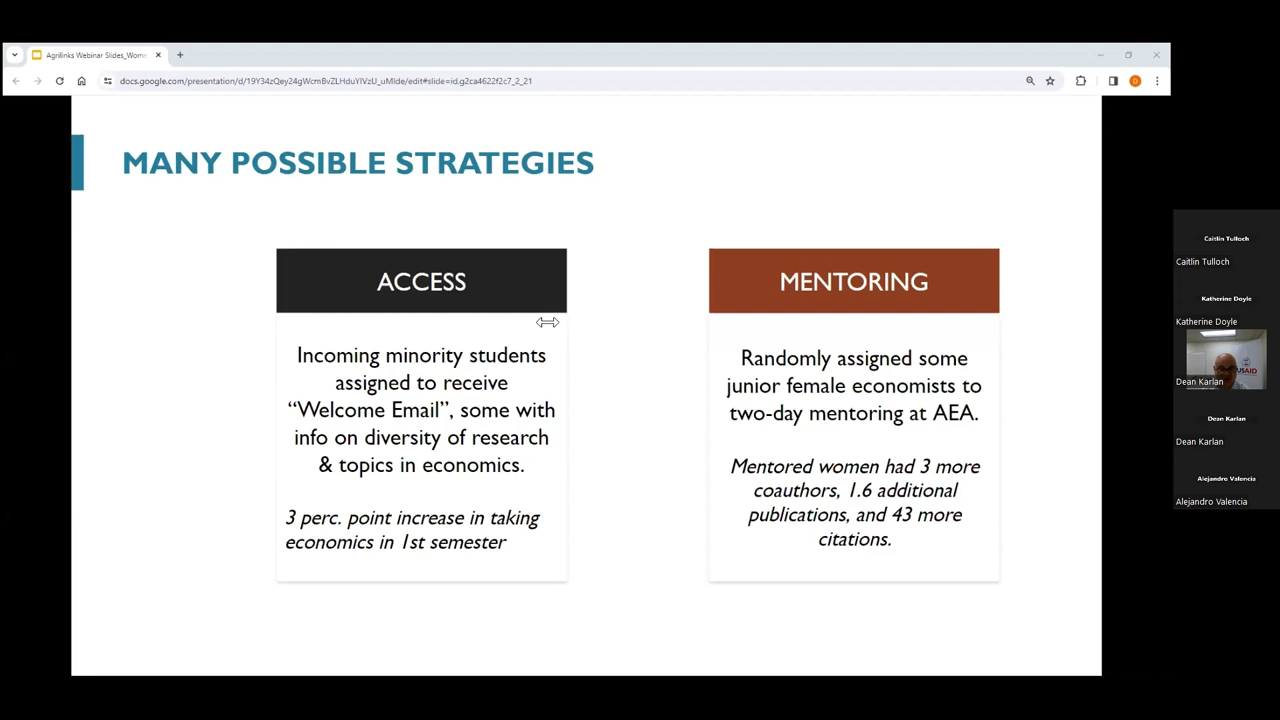 Agrilinks Webinar Slides_Wome
docs.google.com/presentation/d/19Y34zQey24gWcmBvZLHduYlVzU_uMlde/edit#slide=id.g2ca4622f2c7_2_21
MANY POSSIBLE STRATEGIES
ACCESS
Incoming minority students
assigned to receive
“Welcome Email”, some with
info on diversity of research
& topics in economics.
3 perc. point increase in taking
economics in 1st semester
MENTORING
Randomly assigned some
junior female economists to
two-day mentoring at AEA.
Mentored women had 3 more
coauthors, 1.6 additional
publications, and 43 more
citations.
Caitlin Tulloch
Caitlin Tulloch
Katherine Doyle
Katherine Doyle
USAID
Dean Karlan
Dean Karlan
Dean Karlan
Alejandro Valencia
Alejandro Valencia